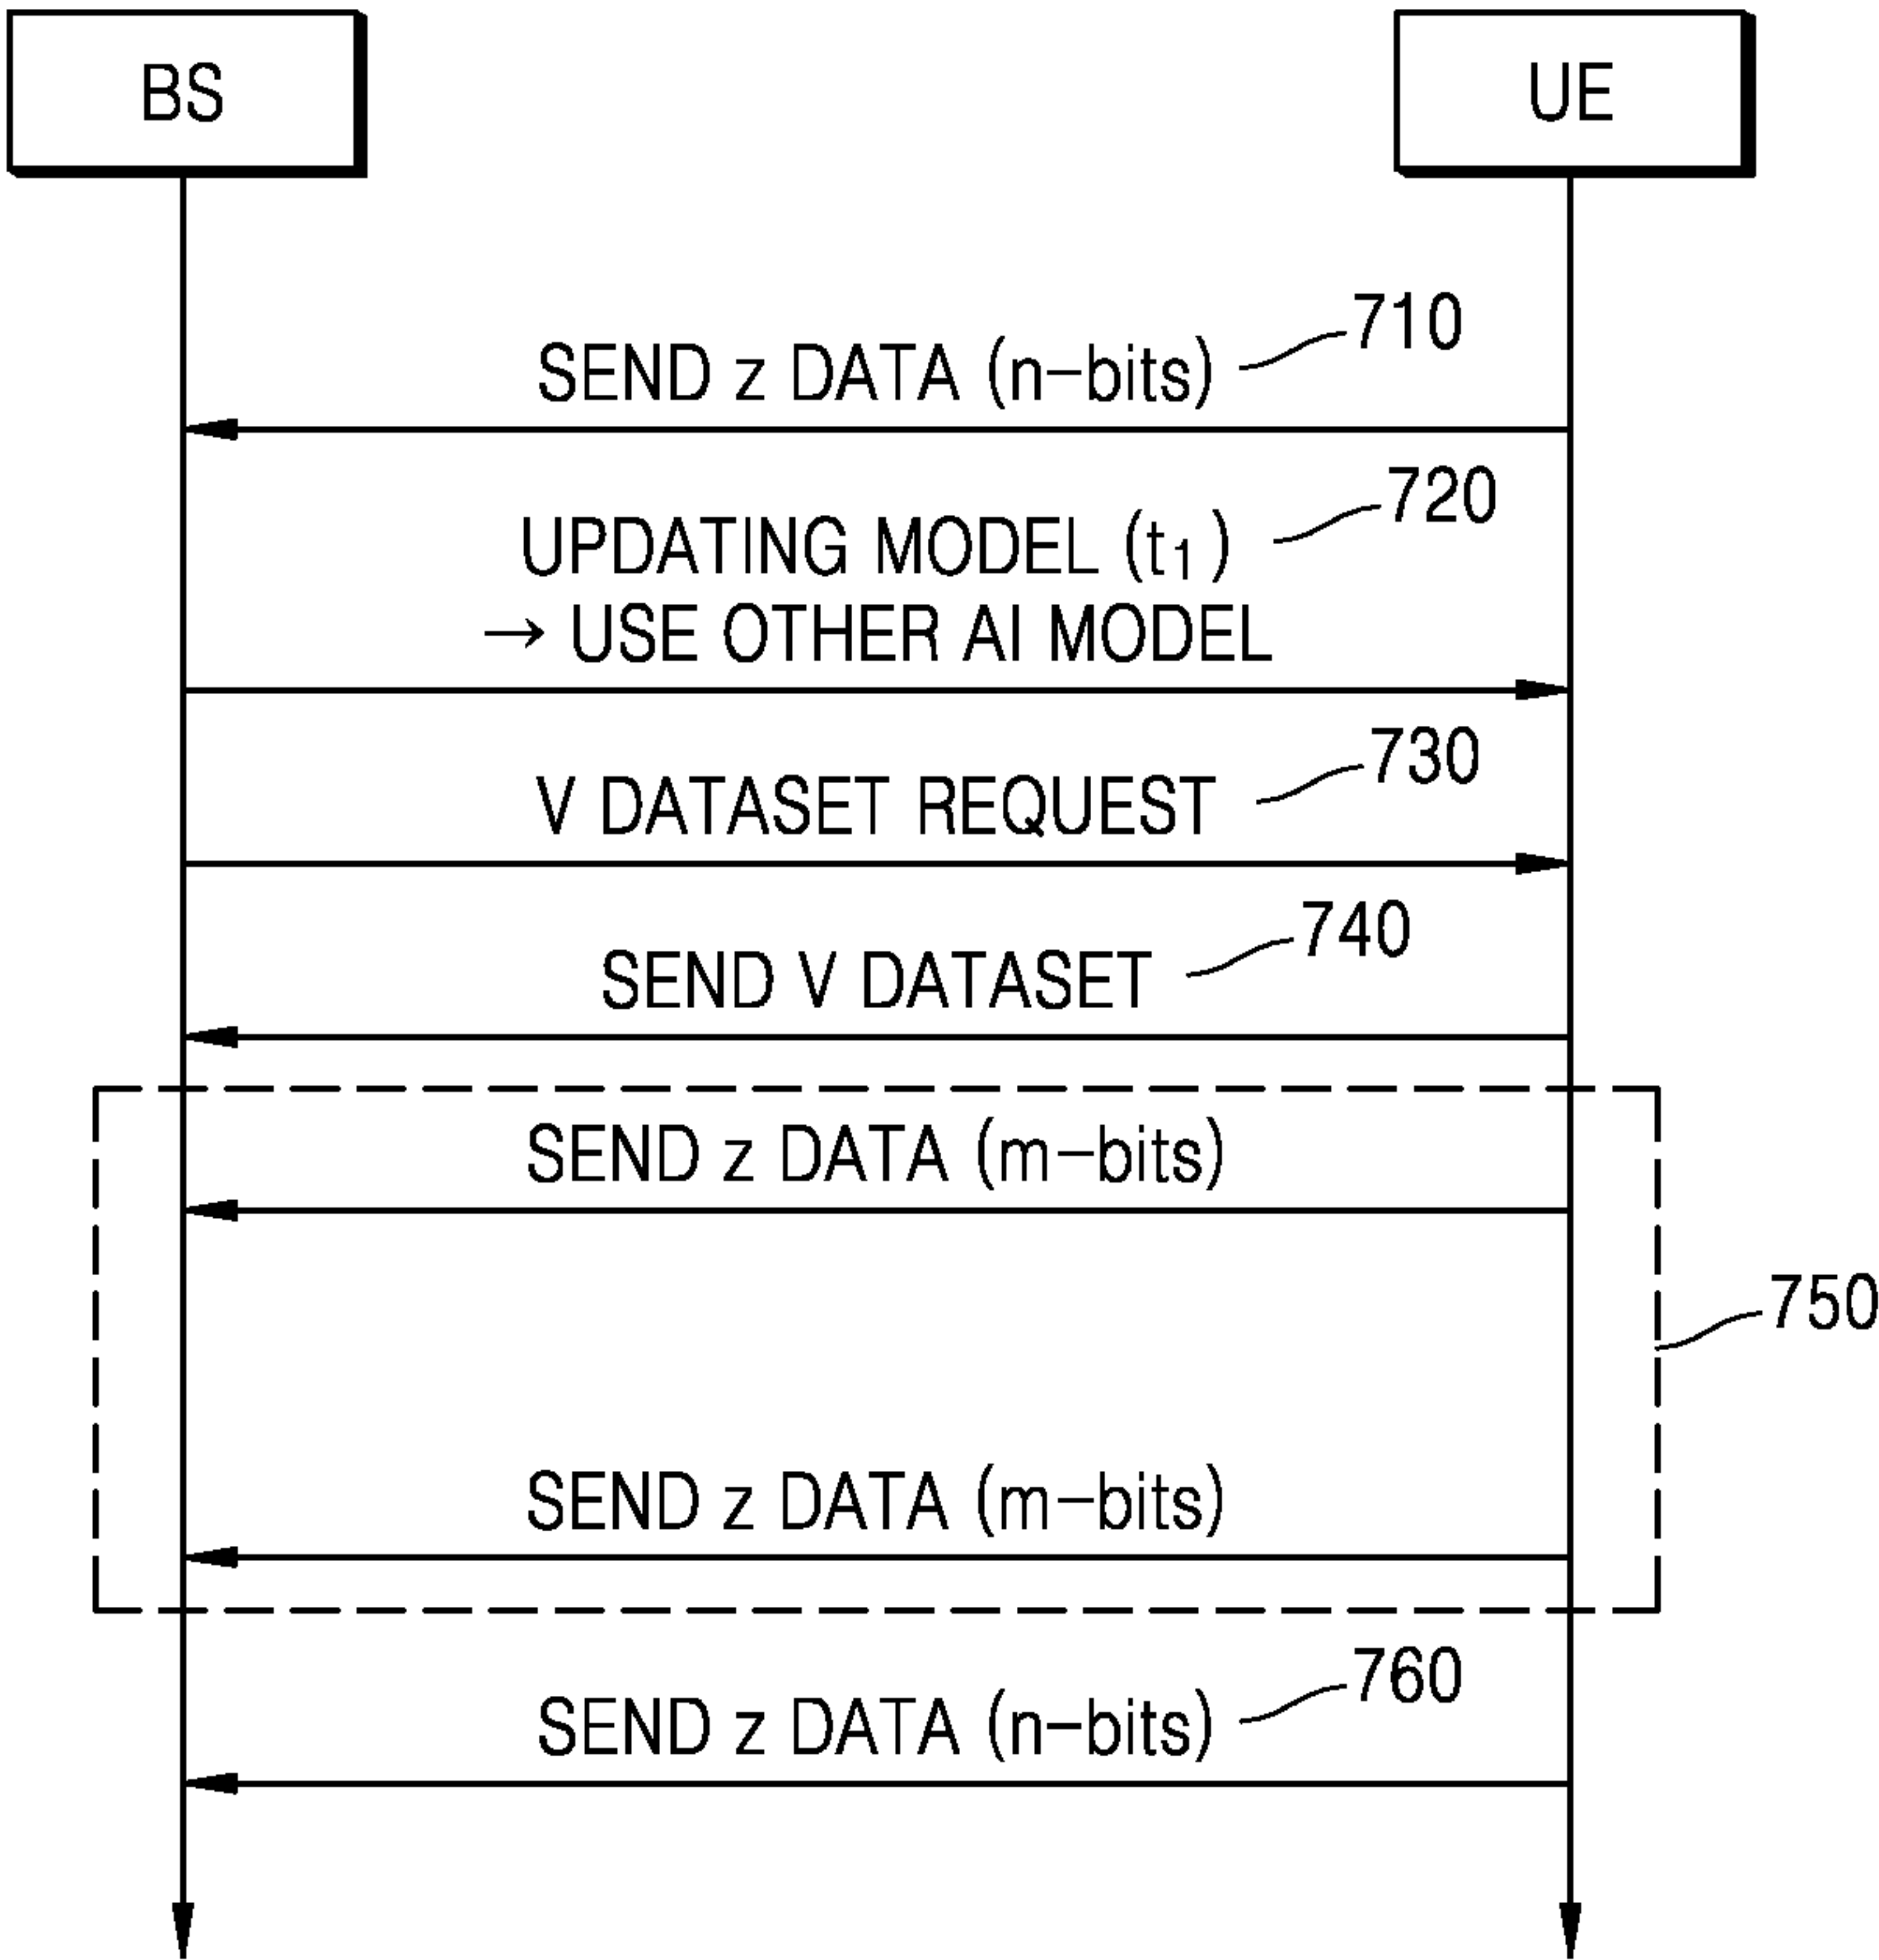 BS
UE
710
SEND z DATA (n-bits)
720
UPDATING MODEL (t₁)
→ USE OTHER AI MODEL
730
V DATASET REQUEST
740
SEND V DATASET
SEND z DATA (m-bits)
750
SEND z DATA (m-bits)
760
SEND z DATA (n-bits)